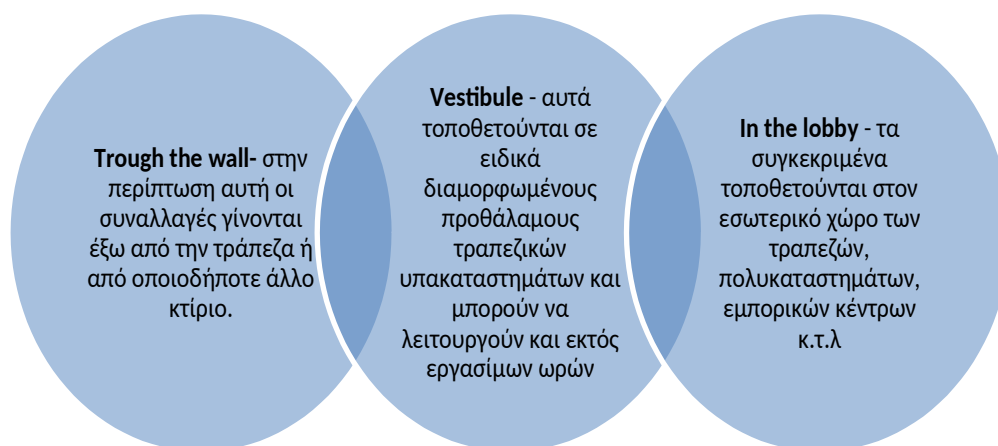 Trough the wall- στην
περίπτωση αυτή οι
συναλλαγές γίνονται
έξω από την τράπεζα ή
από οποιοδήποτε άλλο
κτίριο.
Vestibule - αυτά
τοποθετούνται σε
ειδικά
διαμορφωμένους
προθάλαμους
τραπεζικών
υπακαταστημάτων και
μπορούν να
λειτουργούν και εκτός
εργασίμων ωρών
In the lobby - τα
συγκεκριμένα
τοποθετούνται στον
εσωτερικό χώρο των
τραπεζών,
πολυκαταστημάτων,
εμπορικών κέντρων
κ.τ.λ